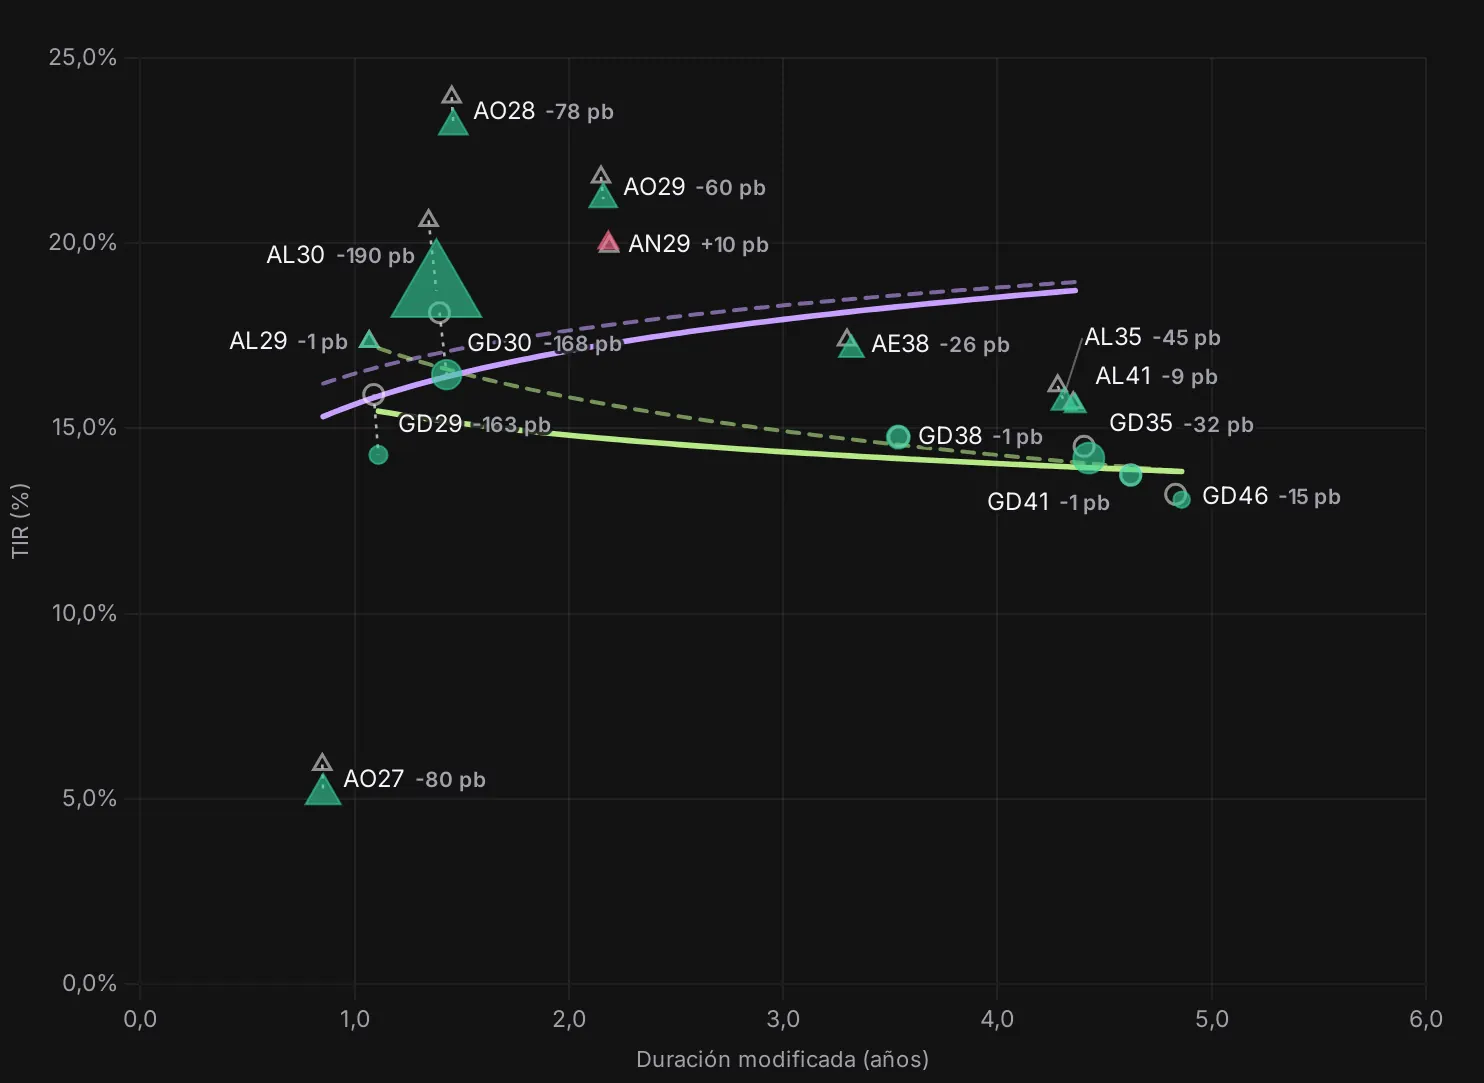 25,0%
AO28 -78 pb
AO29 -60 pb
20,0%
AN29 +10 pb
AL30 -190 pb
AL29 -1 pb
GD30 -168 pb
AE38 -26 pb
AL35 -45 pb
AL41 -9 pb
15,0%
GD29 -163 pb
GD38 -1 pb
GD35 -32 pb
GD41 -1 pb
GD46 -15 pb
TIR (%)
10,0%
AO27 -80 pb
5,0%
0,0%
0,0 1,0 2,0 3,0 4,0 5,0 6,0
Duración modificada (años)